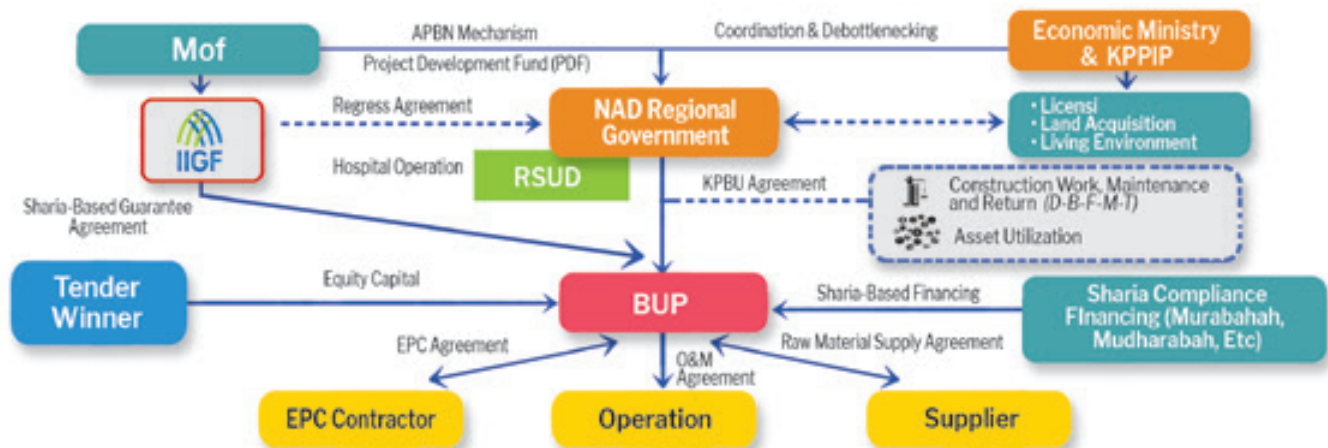 APBN Mechanism
Coordination & Debottlenecking
Mof
Project Development Fund (PDF)
Economic Ministry
& KPPIP
IIGF
Regress Agreement
NAD Regional
Government
• Licensi
• Land Acquisition
• Living Environment
Hospital Operation
RSUD
KPBU Agreement
Construction Work, Maintenance
and Return (D-B-F-M-T)
Asset Utilization
Sharia-Based Guarantee
Agreement
Tender
Winner
Equity Capital
BUP
Sharia-Based Financing
Sharia Compliance
FInancing (Murabahah,
Mudharabah, Etc)
EPC Agreement
O&M
Agreement
Raw Material Supply Agreement
EPC Contractor
Operation
Supplier